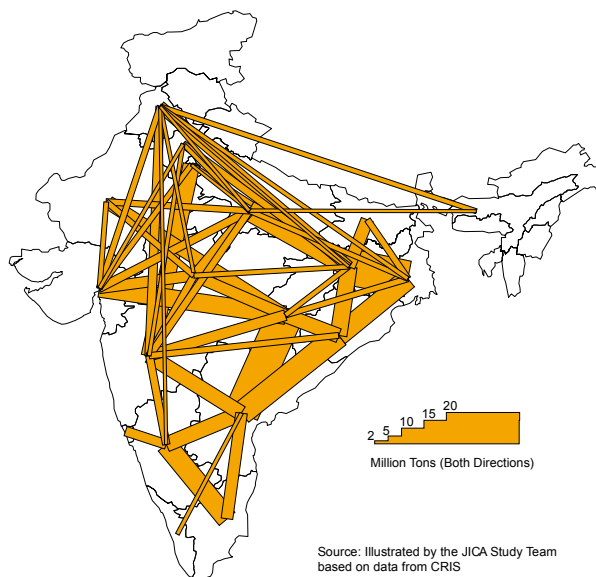 2 5 10 15 20
Million Tons (Both Directions)
Source: Illustrated by the JICA Study Team
based on data from CRIS